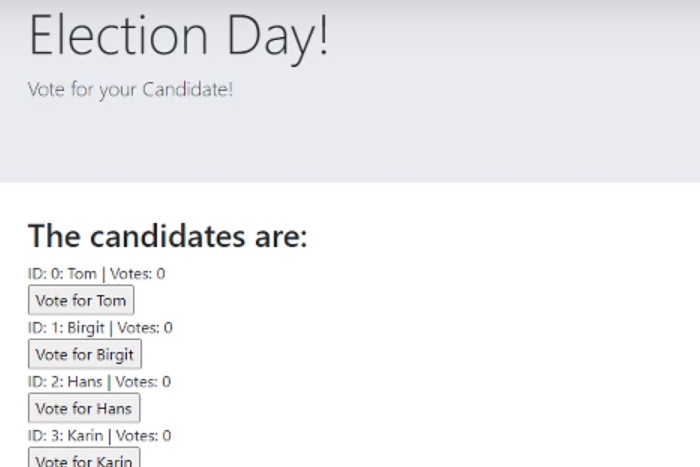 Election Day!
Vote for your Candidate!
The candidates are:
ID: 0: Tom | Votes: 0
Vote for Tom
ID: 1: Birgit | Votes: 0
Vote for Birgit
ID: 2: Hans | Votes: 0
Vote for Hans
ID: 3: Karin | Votes: 0
Vote for Karin